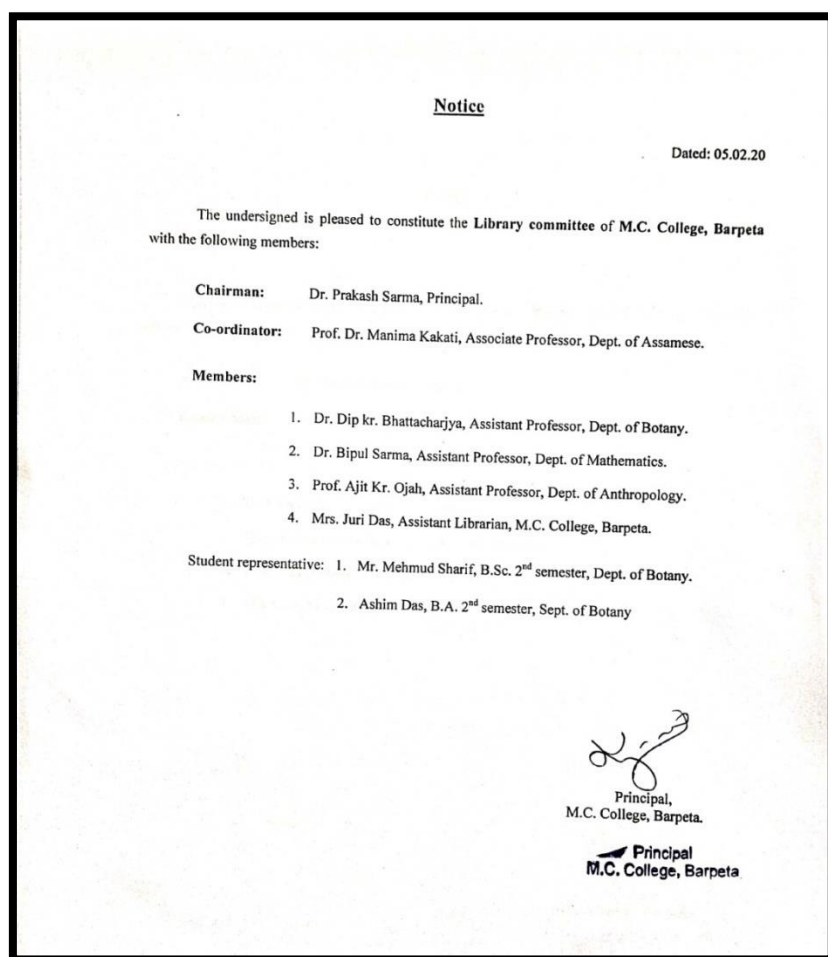 Notice
Dated: 05.02.20
The undersigned is pleased to constitute the Library committee of M.C. College, Barpeta
with the following members:
Chairman: Dr. Prakash Sarma, Principal.
Co-ordinator: Prof. Dr. Manima Kakati, Associate Professor, Dept. of Assamese.
Members:
1. Dr. Dip kr. Bhattacharjya, Assistant Professor, Dept. of Botany.
2. Dr. Bipul Sarma, Assistant Professor, Dept. of Mathematics.
3. Prof. Ajit Kr. Ojah, Assistant Professor, Dept. of Anthropology.
4. Mrs. Juri Das, Assistant Librarian, M.C. College, Barpeta.
Student representative: 1. Mr. Mehmud Sharif, B.Sc. 2nd semester, Dept. of Botany.
2. Ashim Das, B.A. 2nd semester, Sept. of Botany
Principal,
M.C. College, Barpeta.
Principal
M.C. College, Barpeta